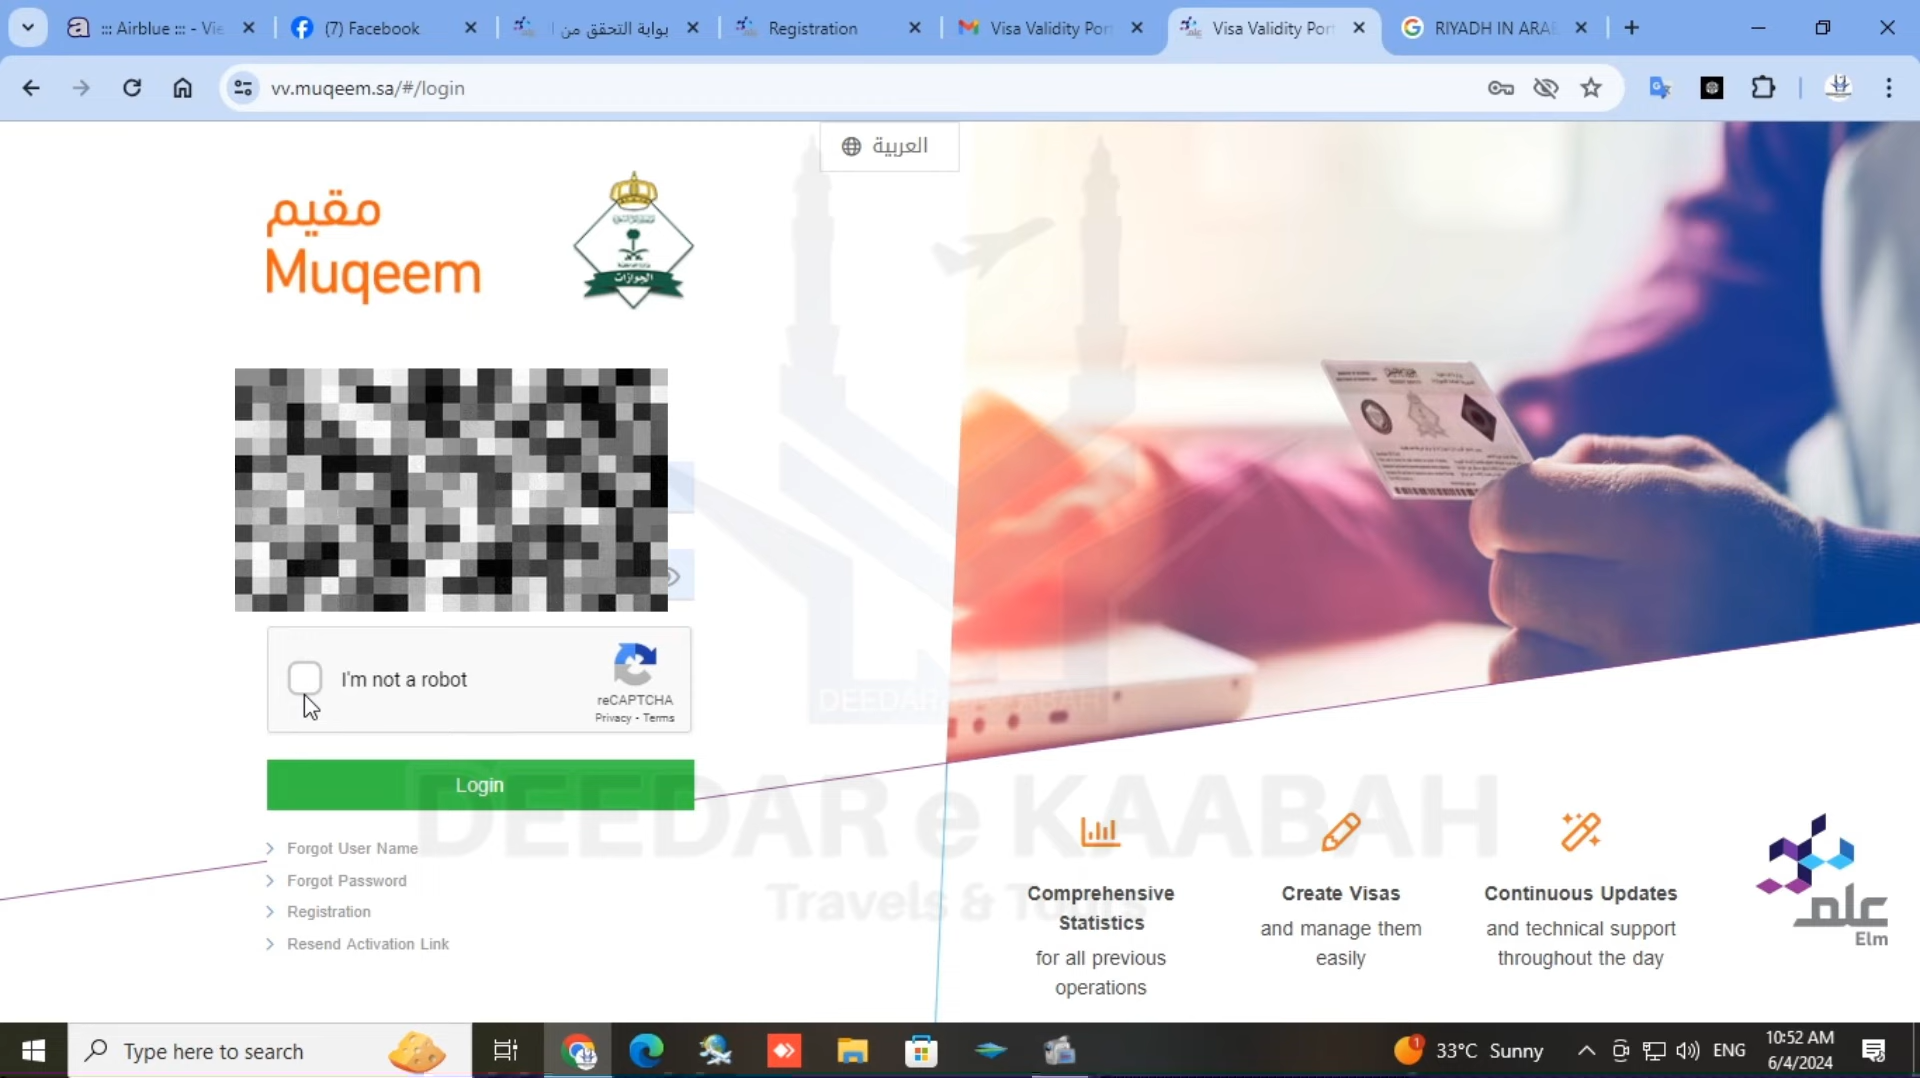 ::: Airblue ::: - Vie
(7) Facebook
بوابة التحقق من ا
Registration
Visa Validity Por
Visa Validity Por
RIYADH IN ARA
vv.muqeem.sa/#/login
العربية
مقيم
Muqeem
الجوازات
I'm not a robot
reCAPTCHA
Privacy - Terms
Login
Forgot User Name
Forgot Password
Registration
Resend Activation Link
DEEDAR e KAABAH
DEEDAR e KAABAH
Travels & Tours
Comprehensive
Statistics
for all previous
operations
Create Visas
and manage them
easily
Continuous Updates
and technical support
throughout the day
علم
Elm
Type here to search
1
33°C Sunny
ENG
10:52 AM
6/4/2024